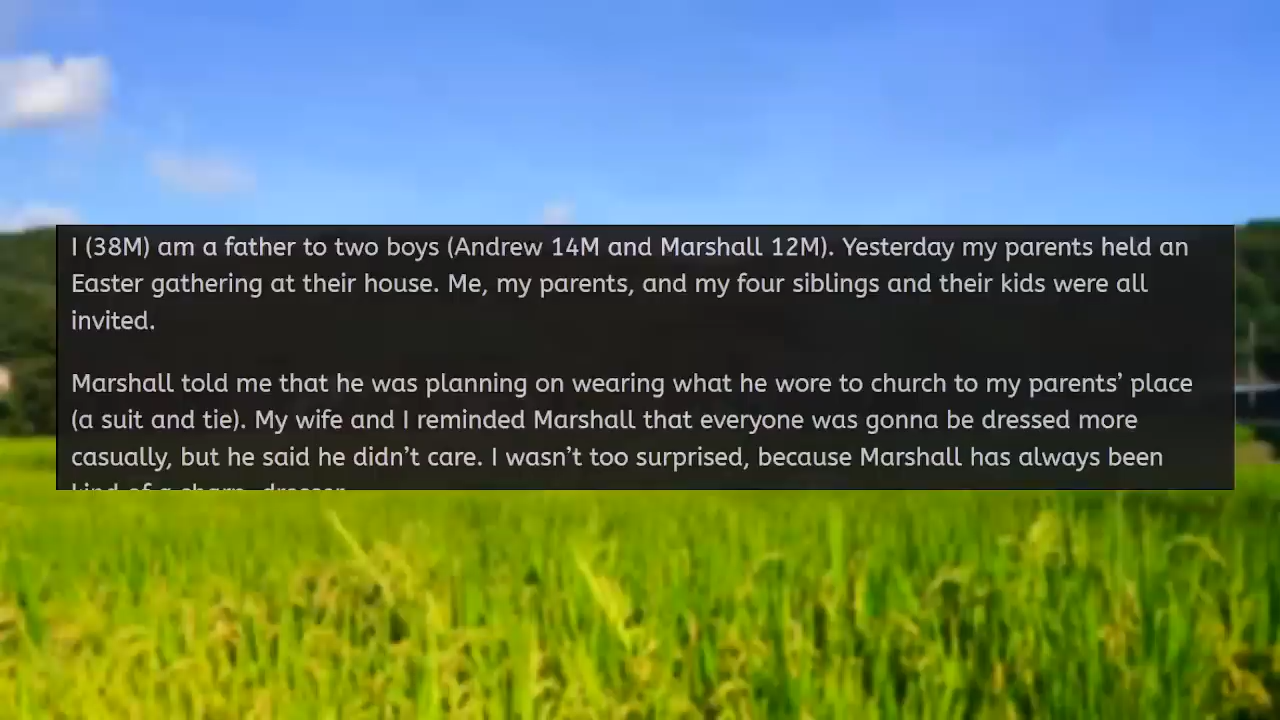 I (38M) am a father to two boys (Andrew 14M and Marshall 12M). Yesterday my parents held an
Easter gathering at their house. Me, my parents, and my four siblings and their kids were all
invited.
Marshall told me that he was planning on wearing what he wore to church to my parents’ place
(a suit and tie). My wife and I reminded Marshall that everyone was gonna be dressed more
casually, but he said he didn’t care. I wasn’t too surprised, because Marshall has always been
kind of a sharp-dresser